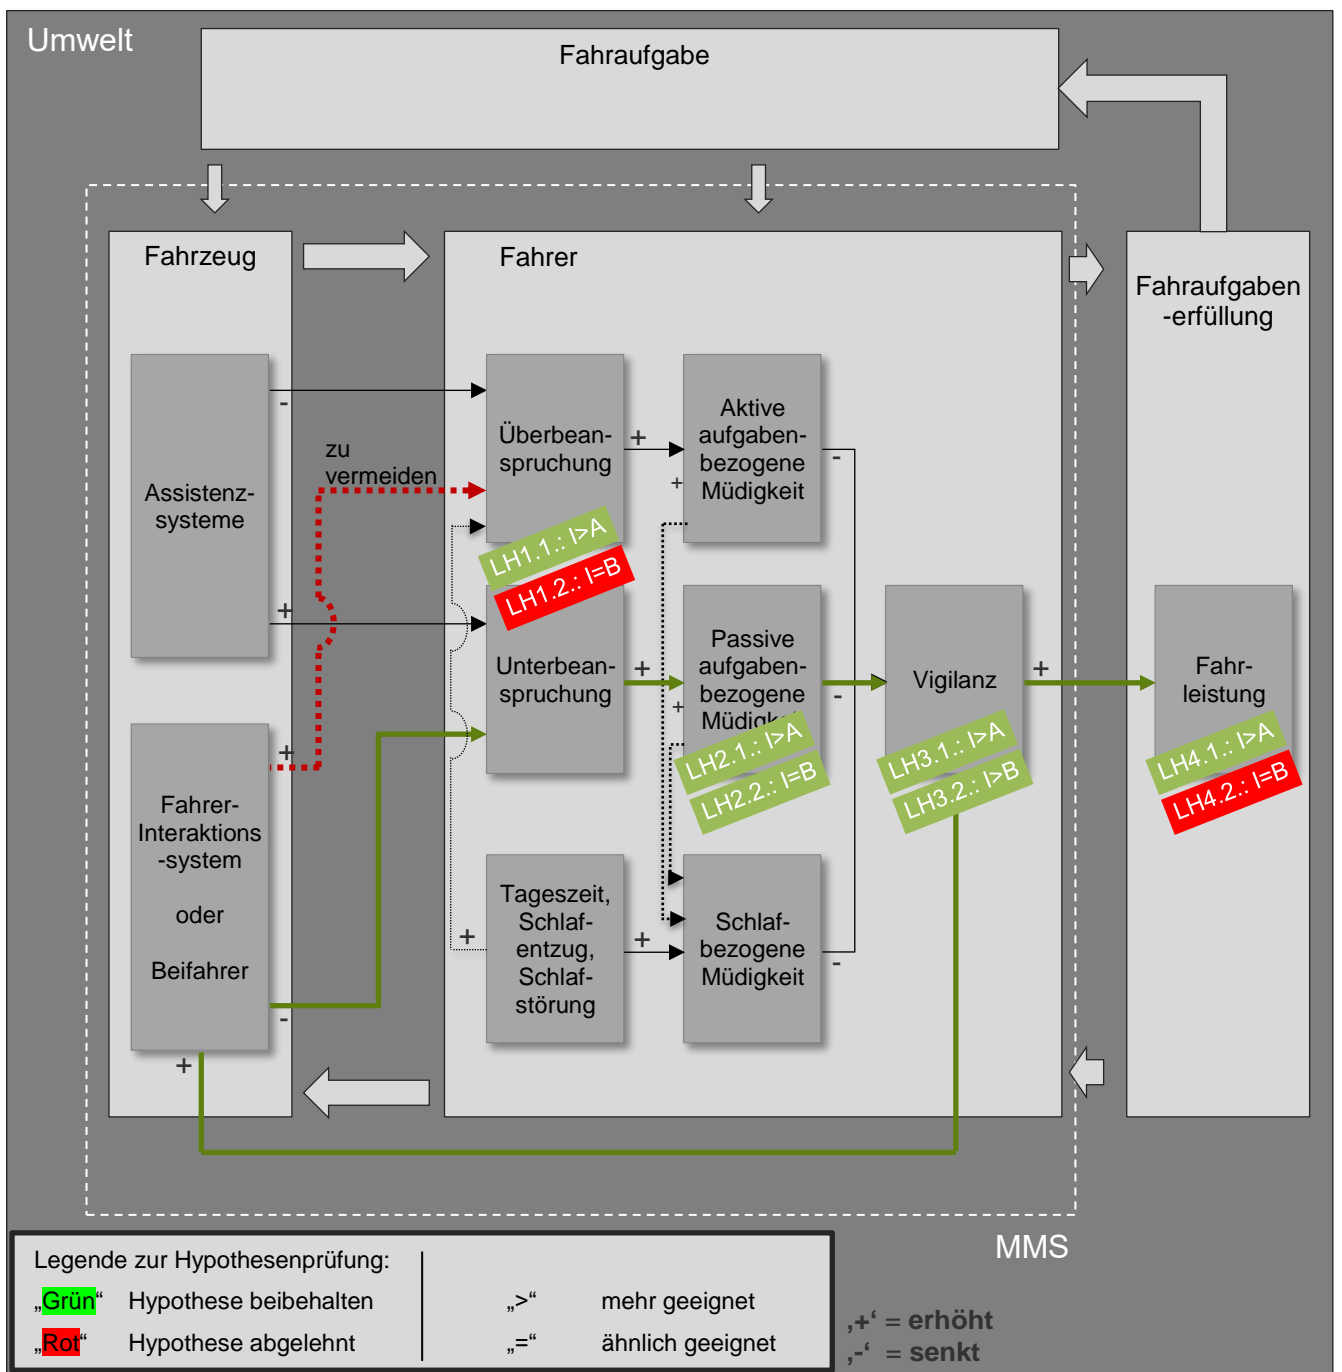 Umwelt
Fahraufgabe
Fahrzeug
Fahrer
Fahraufgaben
-erfüllung
Assistenz-
systeme
-
+
zu
vermeiden
Überbean-
spruchung
+
Aktive
aufgaben-
bezogene
Müdigkeit
-
+
LH1.1.: I>A
LH1.2.: I=B
Unterbean-
spruchung
+
Passive
aufgaben-
bezogene
Müdigkeit
-
+
LH2.1.: I>A
LH2.2.: I=B
Vigilanz
+
LH3.1.: I>A
LH3.2.: I>B
Fahr-
leistung
LH4.1.: I>A
LH4.2.: I=B
Fahrer-
Interaktions
-system
oder
Beifahrer
+
-
+
Tageszeit,
Schlaf-
entzug,
Schlaf-
störung
+
+
Schlaf-
bezogene
Müdigkeit
-
MMS
Legende zur Hypothesenprüfung:
„Grün“ Hypothese beibehalten
„Rot“ Hypothese abgelehnt
„>“ mehr geeignet
„=“ ähnlich geeignet
‚+‘ = erhöht
‚-‘ = senkt